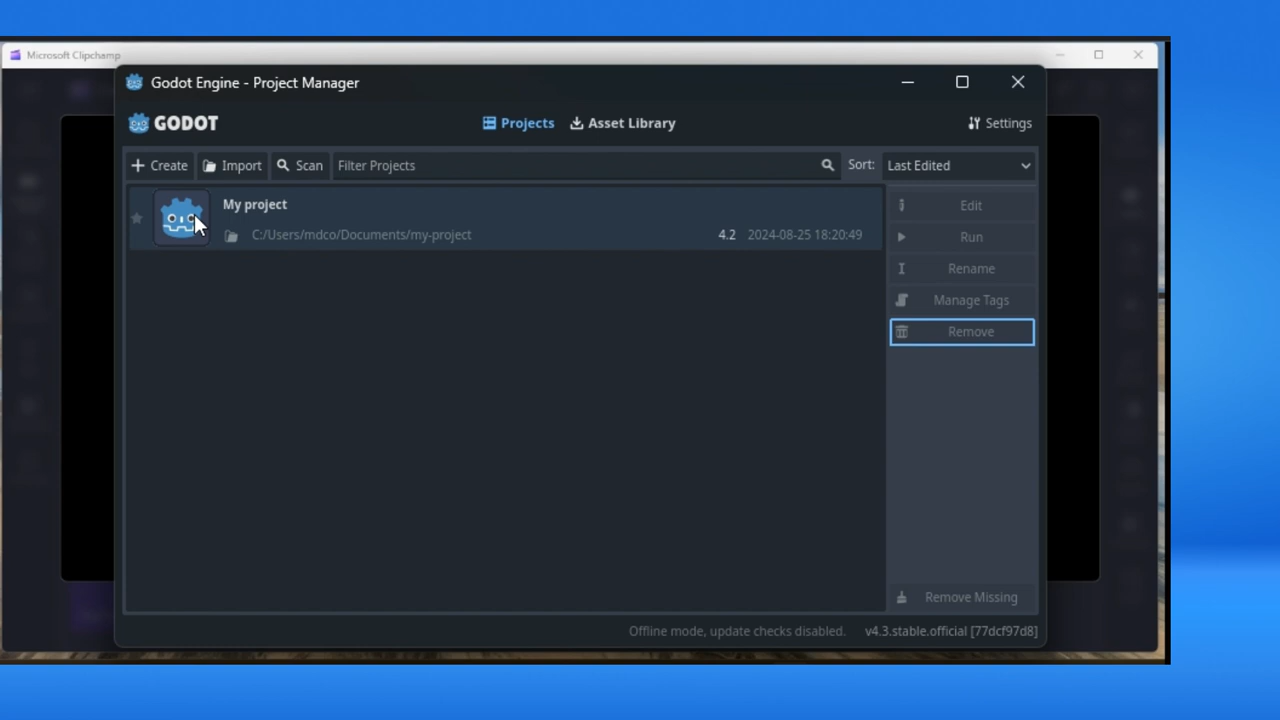 Microsoft Clipchamp
Godot Engine - Project Manager
GODOT
Projects
Asset Library
Settings
Create
Import
Scan
Filter Projects
Sort:
Last Edited
My project
C:/Users/mdco/Documents/my-project
4.2
2024-08-25 18:20:49
Edit
Run
Rename
Manage Tags
Remove
Remove Missing
Offline mode, update checks disabled.
v4.3.stable.official [77dcf97d8]